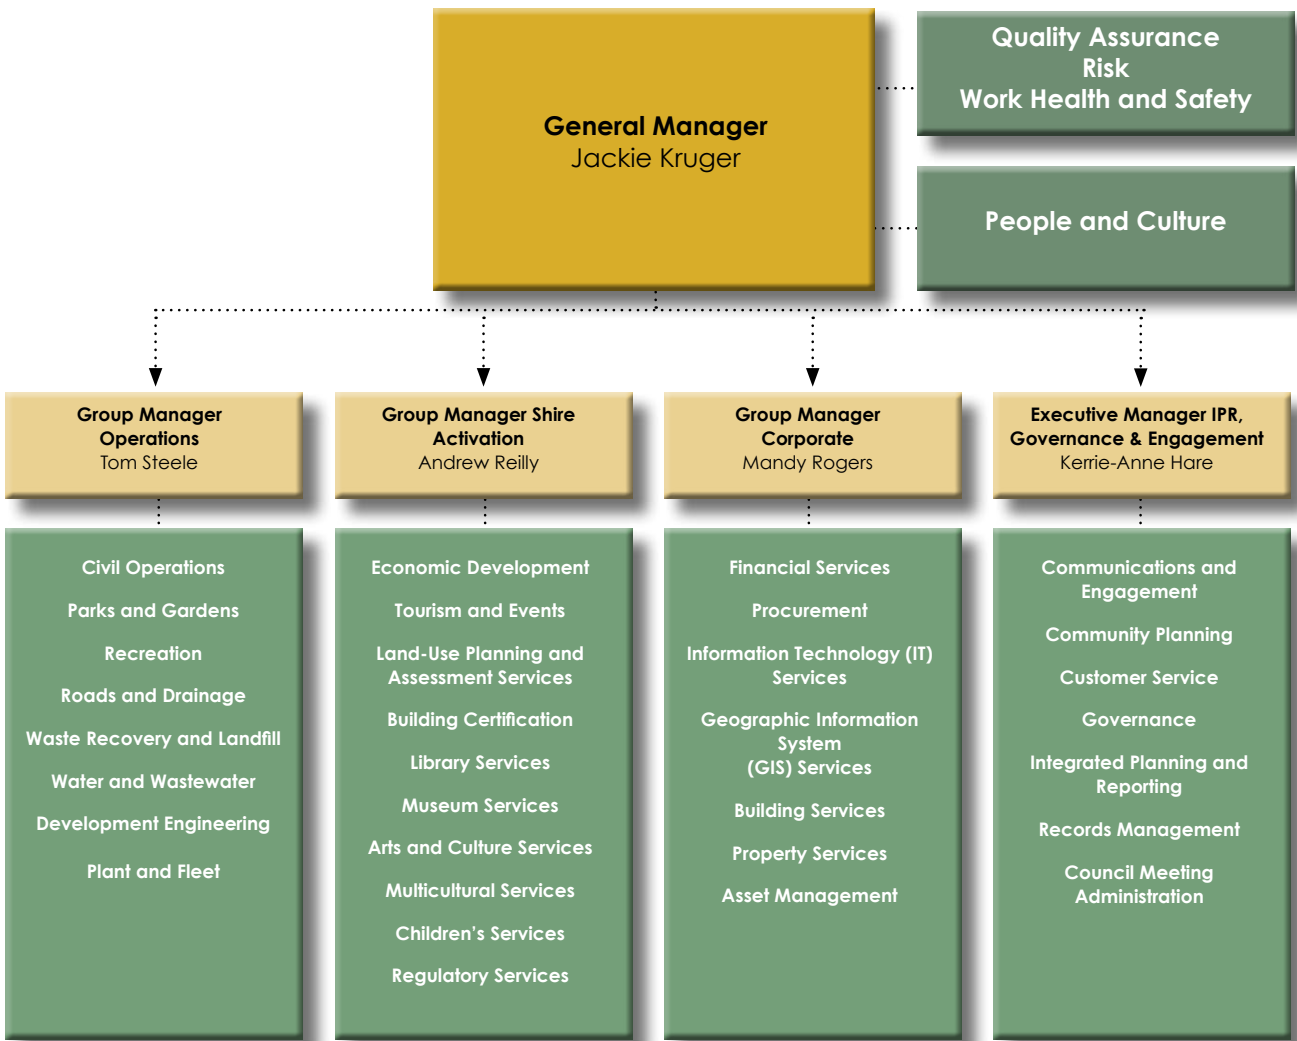 General Manager
Jackie Kruger
Quality Assurance
Risk
Work Health and Safety
People and Culture
Group Manager
Operations
Tom Steele
Group Manager Shire
Activation
Andrew Reilly
Group Manager
Corporate
Mandy Rogers
Executive Manager IPR,
Governance & Engagement
Kerrie-Anne Hare
Civil Operations
Parks and Gardens
Recreation
Roads and Drainage
Waste Recovery and Landfill
Water and Wastewater
Development Engineering
Plant and Fleet
Economic Development
Tourism and Events
Land-Use Planning and
Assessment Services
Building Certification
Library Services
Museum Services
Arts and Culture Services
Multicultural Services
Children’s Services
Regulatory Services
Financial Services
Procurement
Information Technology (IT)
Services
Geographic Information
System
(GIS) Services
Building Services
Property Services
Asset Management
Communications and
Engagement
Community Planning
Customer Service
Governance
Integrated Planning and
Reporting
Records Management
Council Meeting
Administration